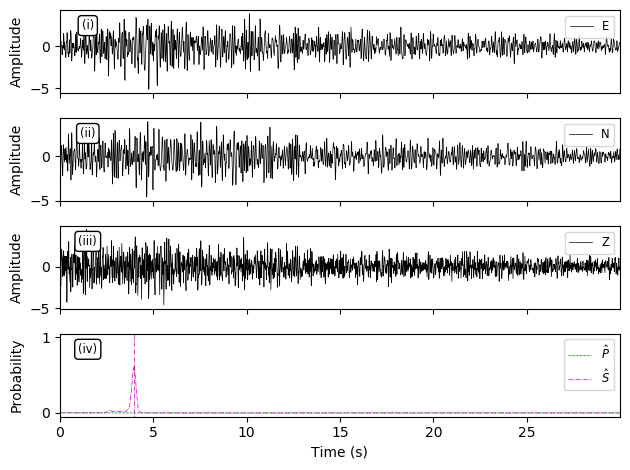 (i)
E
Amplitude
0
−5
(ii)
N
Amplitude
0
−5
(iii)
Z
Amplitude
0
−5
(iv)
P̂
Ŝ
Probability
1
0
0 5 10 15 20 25
Time (s)